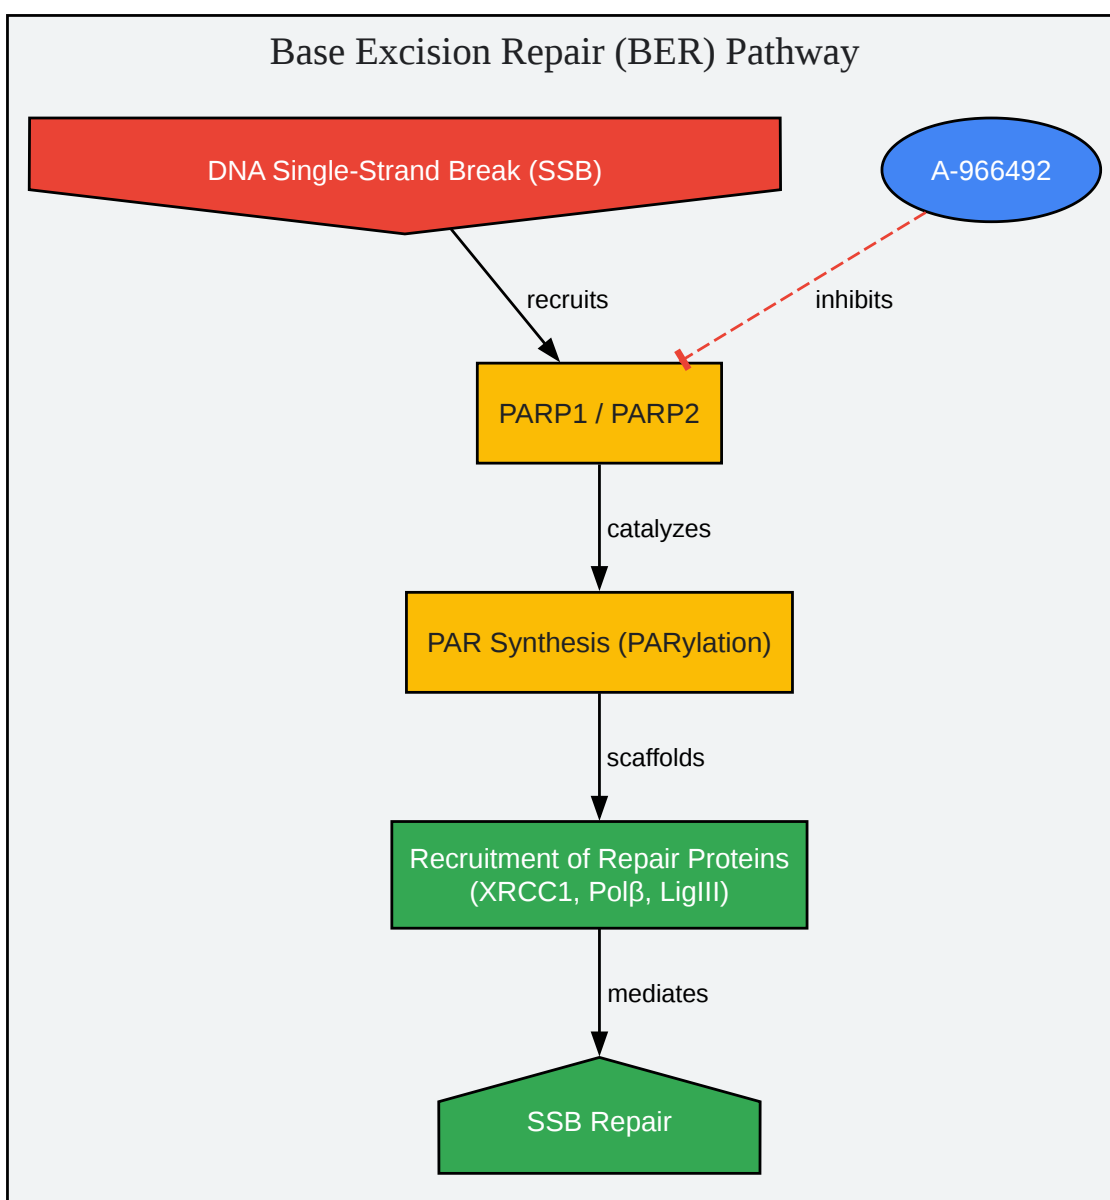 Base Excision Repair (BER) Pathway
DNA Single-Strand Break (SSB)
A-966492
recruits
inhibits
PARP1 / PARP2
catalyzes
PAR Synthesis (PARylation)
scaffolds
Recruitment of Repair Proteins
(XRCC1, Polβ, LigIII)
mediates
SSB Repair